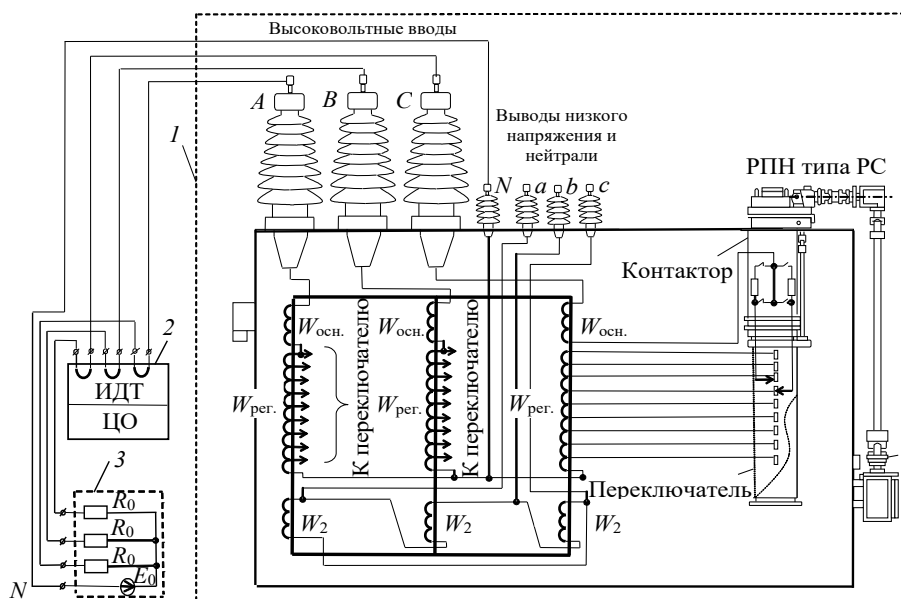 Высоковольтные вводы
A
B
C
1
Выводы низкого
напряжения и
нейтрали
N
a
b
c
РПН типа РС
Контактор
2
ИДТ
ЦО
Wосн.
Wосн.
Wосн.
Wрег.
Wрег.
Wрег.
К переключателю
К переключателю
Переключатель
W2
W2
W2
3
R0
R0
R0
E0
N